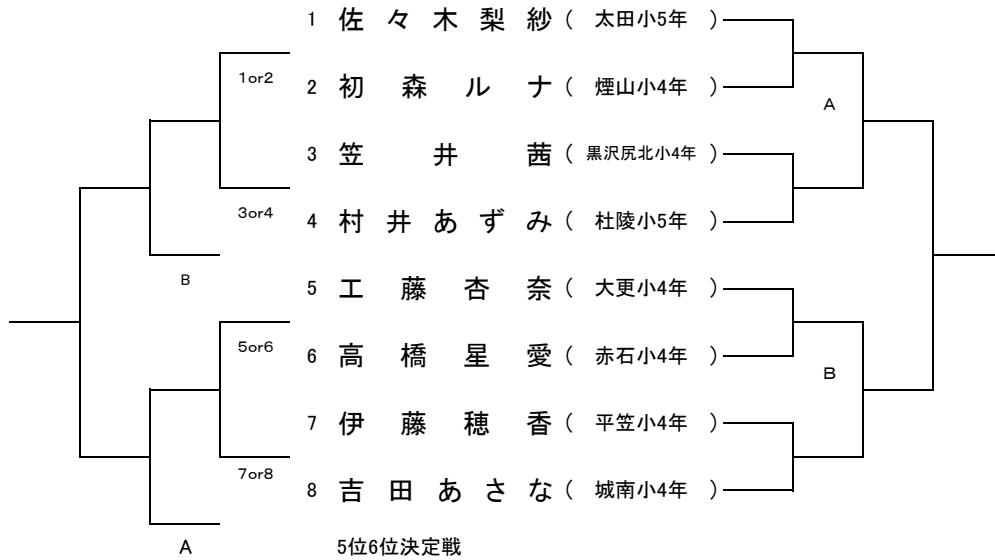 1 佐々木梨紗 ( 太田小5年 )
1or2
2 初森ルナ ( 煙山小4年 )
A
3 笠井茜 ( 黒沢尻北小4年 )
3or4
4 村井あずみ ( 杜陵小5年 )
B
5 工藤杏奈 ( 大更小4年 )
5or6
6 高橋星愛 ( 赤石小4年 )
B
7 伊藤穂香 ( 平笠小4年 )
7or8
8 吉田あさな ( 城南小4年 )
A 5位6位決定戦